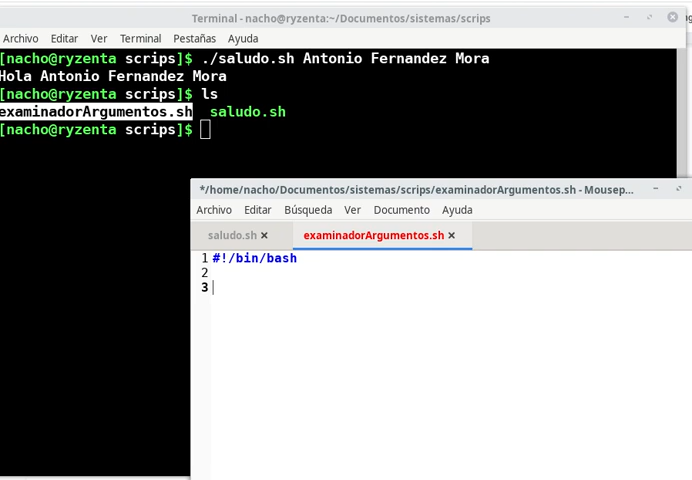 Terminal - nacho@ryzenta:~/Documentos/sistemas/scrips
Archivo Editar Ver Terminal Pestañas Ayuda
[nacho@ryzenta scrips]$ ./saludo.sh Antonio Fernandez Mora
Hola Antonio Fernandez Mora
[nacho@ryzenta scrips]$ ls
examinadorArgumentos.sh saludo.sh
[nacho@ryzenta scrips]$
*/home/nacho/Documentos/sistemas/scrips/examinadorArgumentos.sh - Mousep...
Archivo Editar Búsqueda Ver Documento Ayuda
saludo.sh × examinadorArgumentos.sh ×
1 #!/bin/bash
2
3